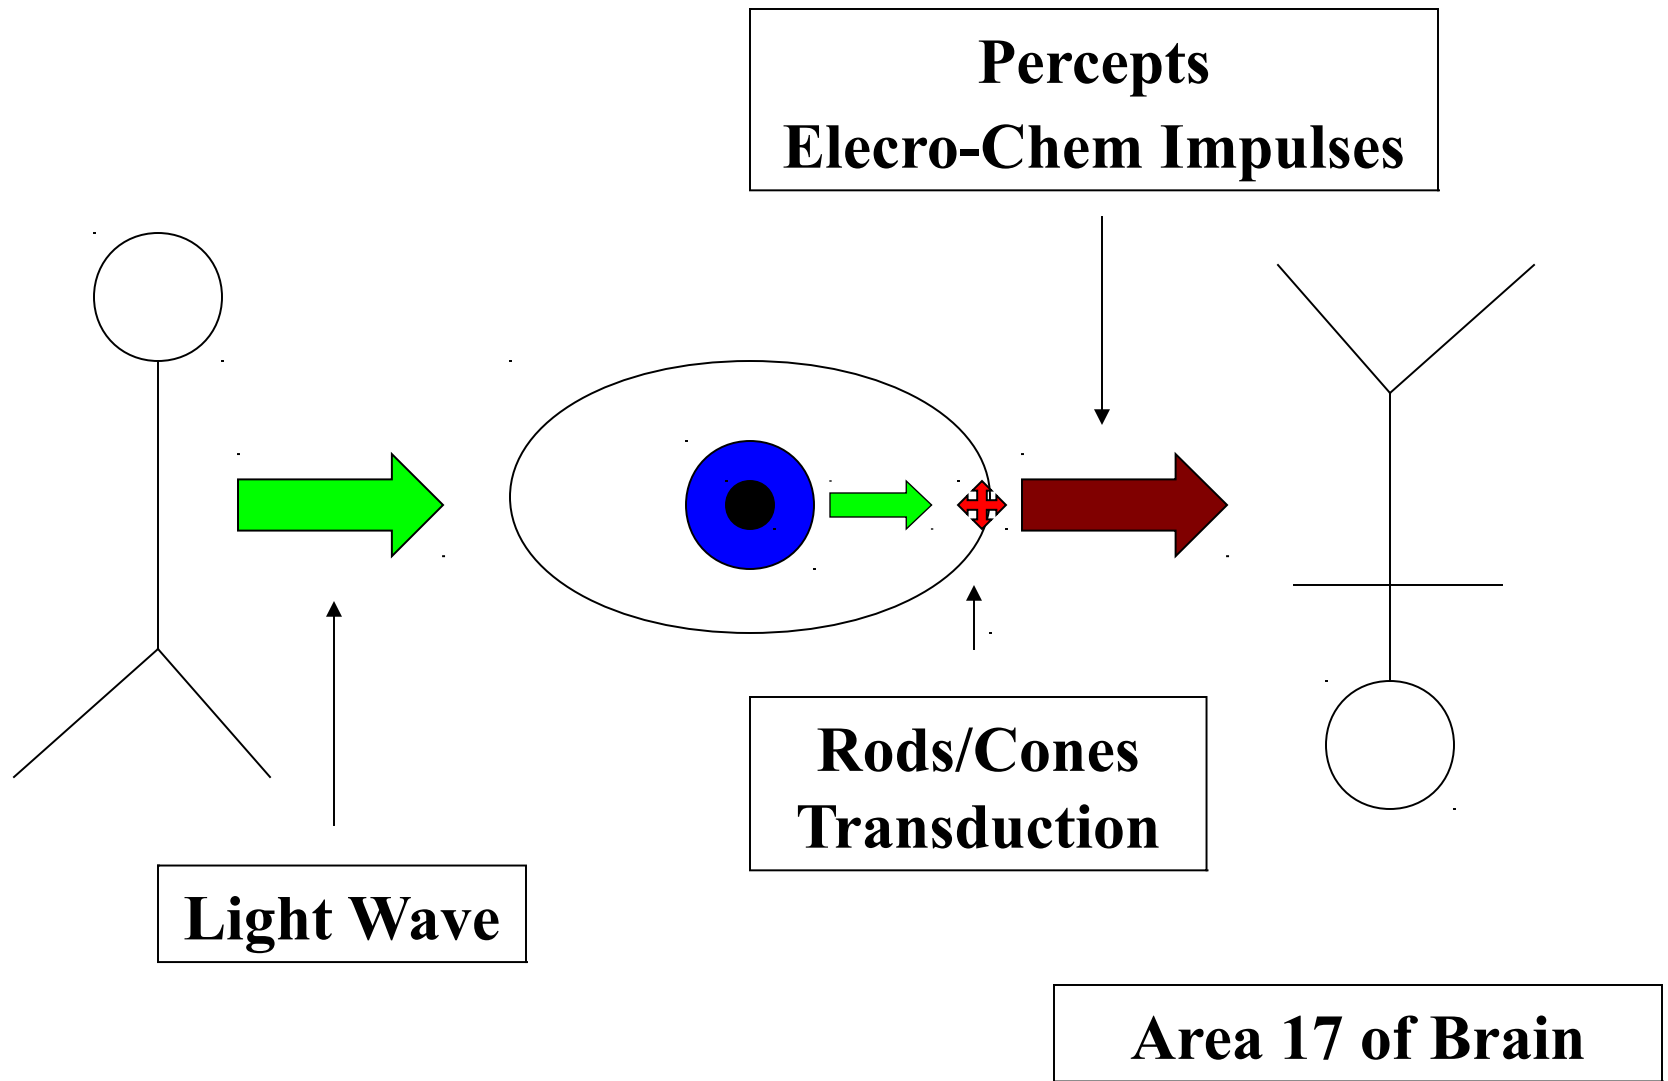 Percepts
Elecro-Chem Impulses
Rods/Cones
Transduction
Light Wave
Area 17 of Brain